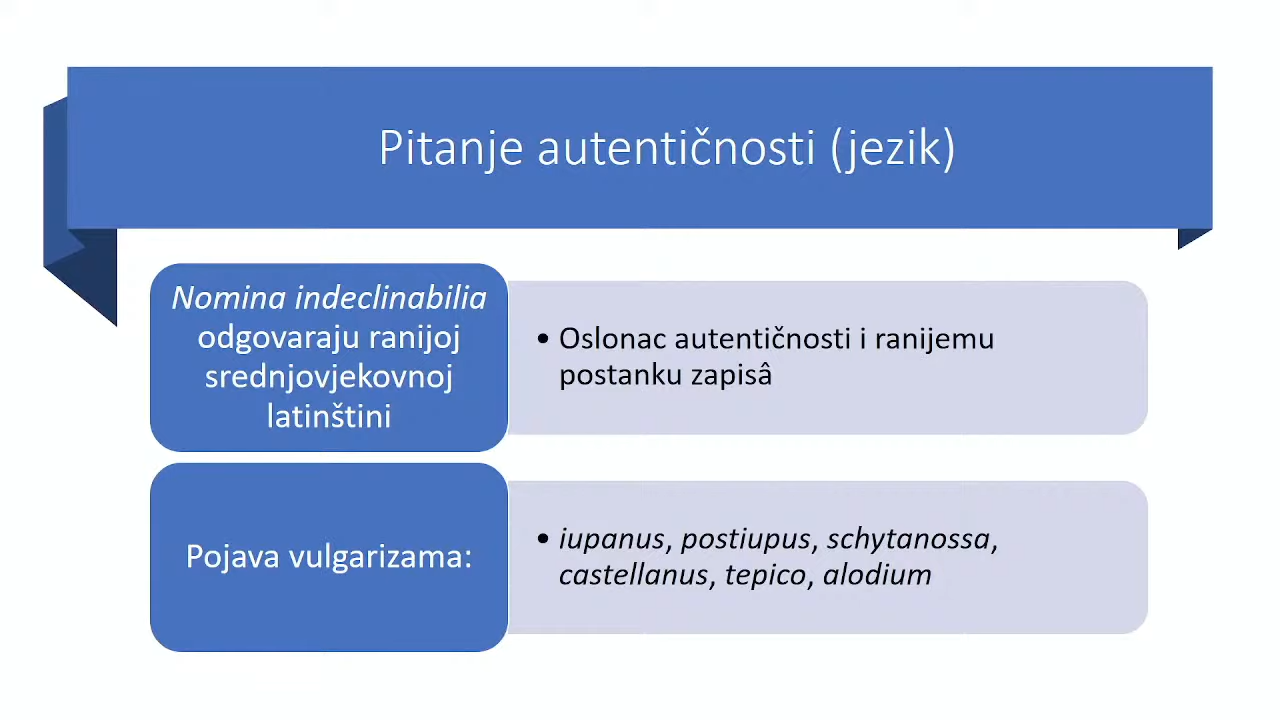 Pitanje autentičnosti (jezik)
Nomina indeclinabilia
odgovaraju ranijoj
srednjovjekovnoj
latinštini
• Oslonac autentičnosti i ranijemu
postanku zapisâ
Pojava vulgarizama:
• iupanus, postiupus, schytanossa,
castellanus, tepico, alodium